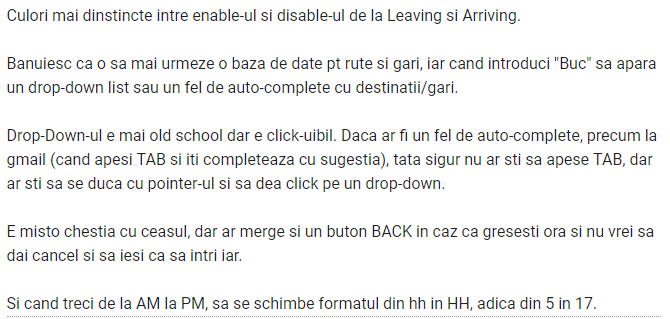 Culori mai dinstincte intre enable-ul si disable-ul de la Leaving si Arriving.
Banuiesc ca o sa mai urmeze o baza de date pt rute si gari, iar cand introduci "Buc" sa apara
un drop-down list sau un fel de auto-complete cu destinatii/gari.
Drop-Down-ul e mai old school dar e click-uibil. Daca ar fi un fel de auto-complete, precum la
gmail (cand apesi TAB si iti completeaza cu sugestia), tata sigur nu ar sti sa apese TAB, dar
ar sti sa se duca cu pointer-ul si sa dea click pe un drop-down.
E misto chestia cu ceasul, dar ar merge si un buton BACK in caz ca gresesti ora si nu vrei sa
dai cancel si sa iesi ca sa intri iar.
Si cand treci de la AM la PM, sa se schimbe formatul din hh in HH, adica din 5 in 17.